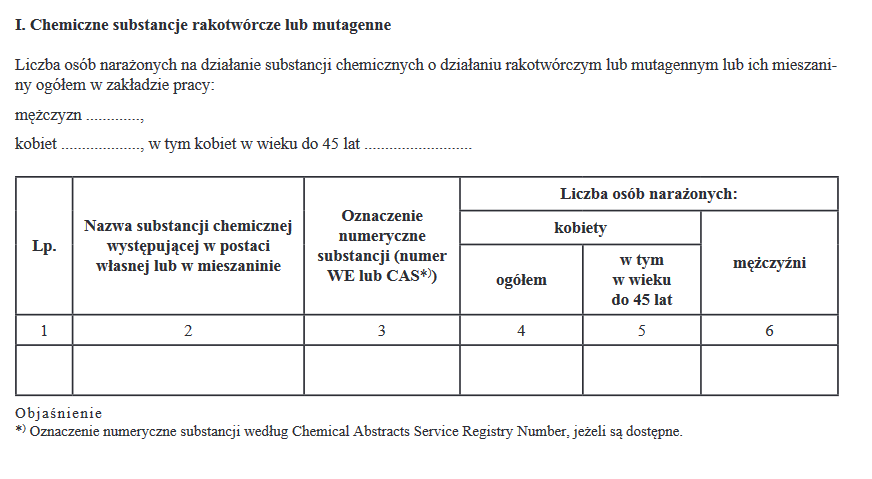 I. Chemiczne substancje rakotwórcze lub mutagenne
Liczba osób narażonych na działanie substancji chemicznych o działaniu rakotwórczym lub mutagennym lub ich mieszani-
ny ogółem w zakładzie pracy:
mężczyzn .............,
kobiet ..................., w tym kobiet w wieku do 45 lat ..........................
Lp.
Nazwa substancji chemicznej
występującej w postaci
własnej lub w mieszaninie
Oznaczenie
numeryczne
substancji (numer
WE lub CAS*))
Liczba osób narażonych:
kobiety
ogółem
w tym
w wieku
do 45 lat
mężczyźni
1 2 3 4 5 6
Objaśnienie
*) Oznaczenie numeryczne substancji według Chemical Abstracts Service Registry Number, jeżeli są dostępne.